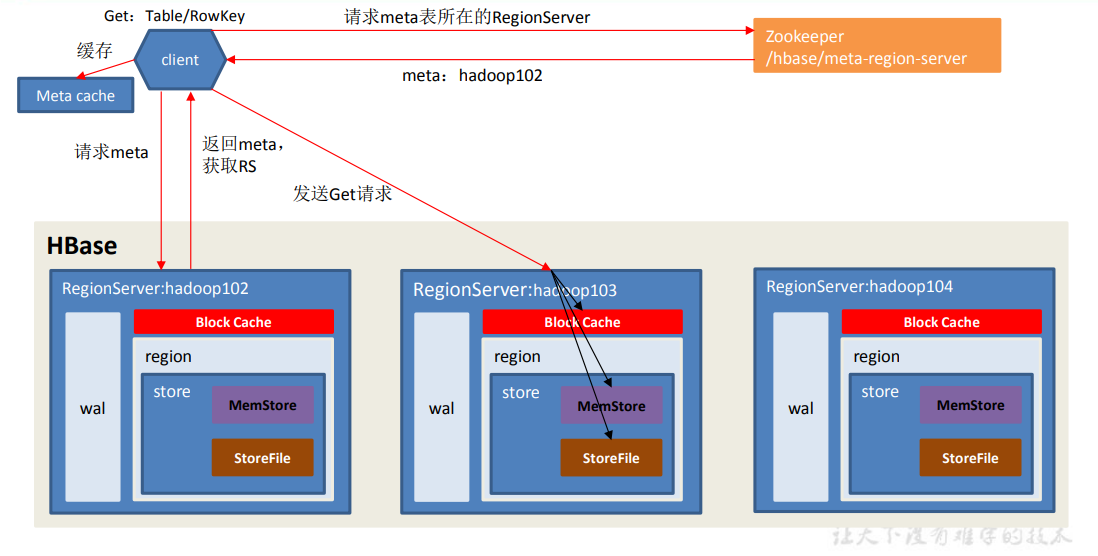 Get：Table/RowKey
请求meta表所在的RegionServer
Zookeeper
/hbase/meta-region-server
缓存
client
meta：hadoop102
Meta cache
请求meta
返回meta，
获取RS
发送Get请求
HBase
RegionServer:hadoop102
Block Cache
region
store
wal
MemStore
StoreFile
RegionServer:hadoop103
Block Cache
region
store
wal
MemStore
StoreFile
RegionServer:hadoop104
Block Cache
region
store
wal
MemStore
StoreFile
让天下没有难学的技术